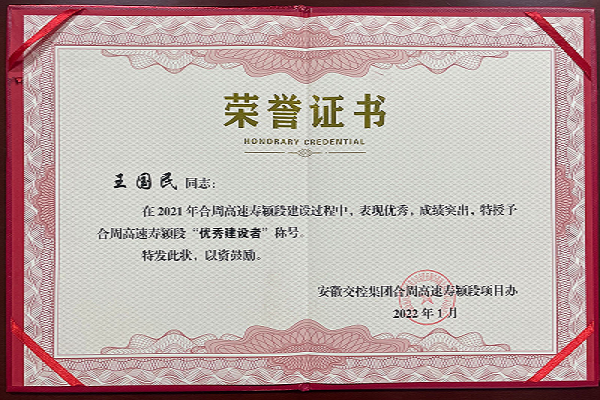 荣誉证书
HONORARY CREDENTIAL
王国民 同志：
在2021年合周高速寿颍段建设过程中，表现优秀，成绩突出，特授予
合周高速寿颍段“优秀建设者”称号。
特发此状，以资鼓励。
安徽交控集团合周高速寿颍段项目办
2022年1月